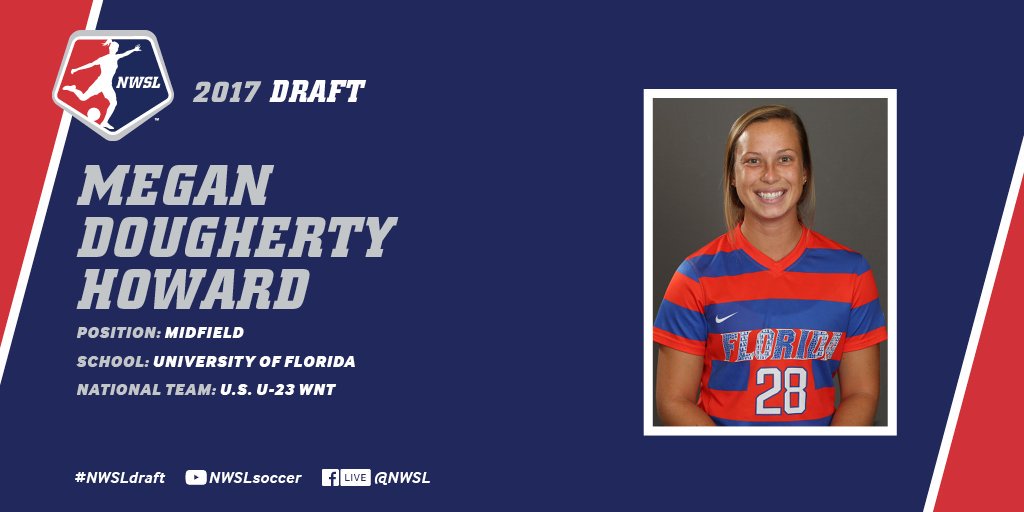 NWSL
2017 DRAFT
MEGAN
DOUGHERTY
HOWARD
POSITION: MIDFIELD
SCHOOL: UNIVERSITY OF FLORIDA
NATIONAL TEAM: U.S. U-23 WNT
FLORIDA
28
#NWSLdraft NWSLsoccer f LIVE @NWSL